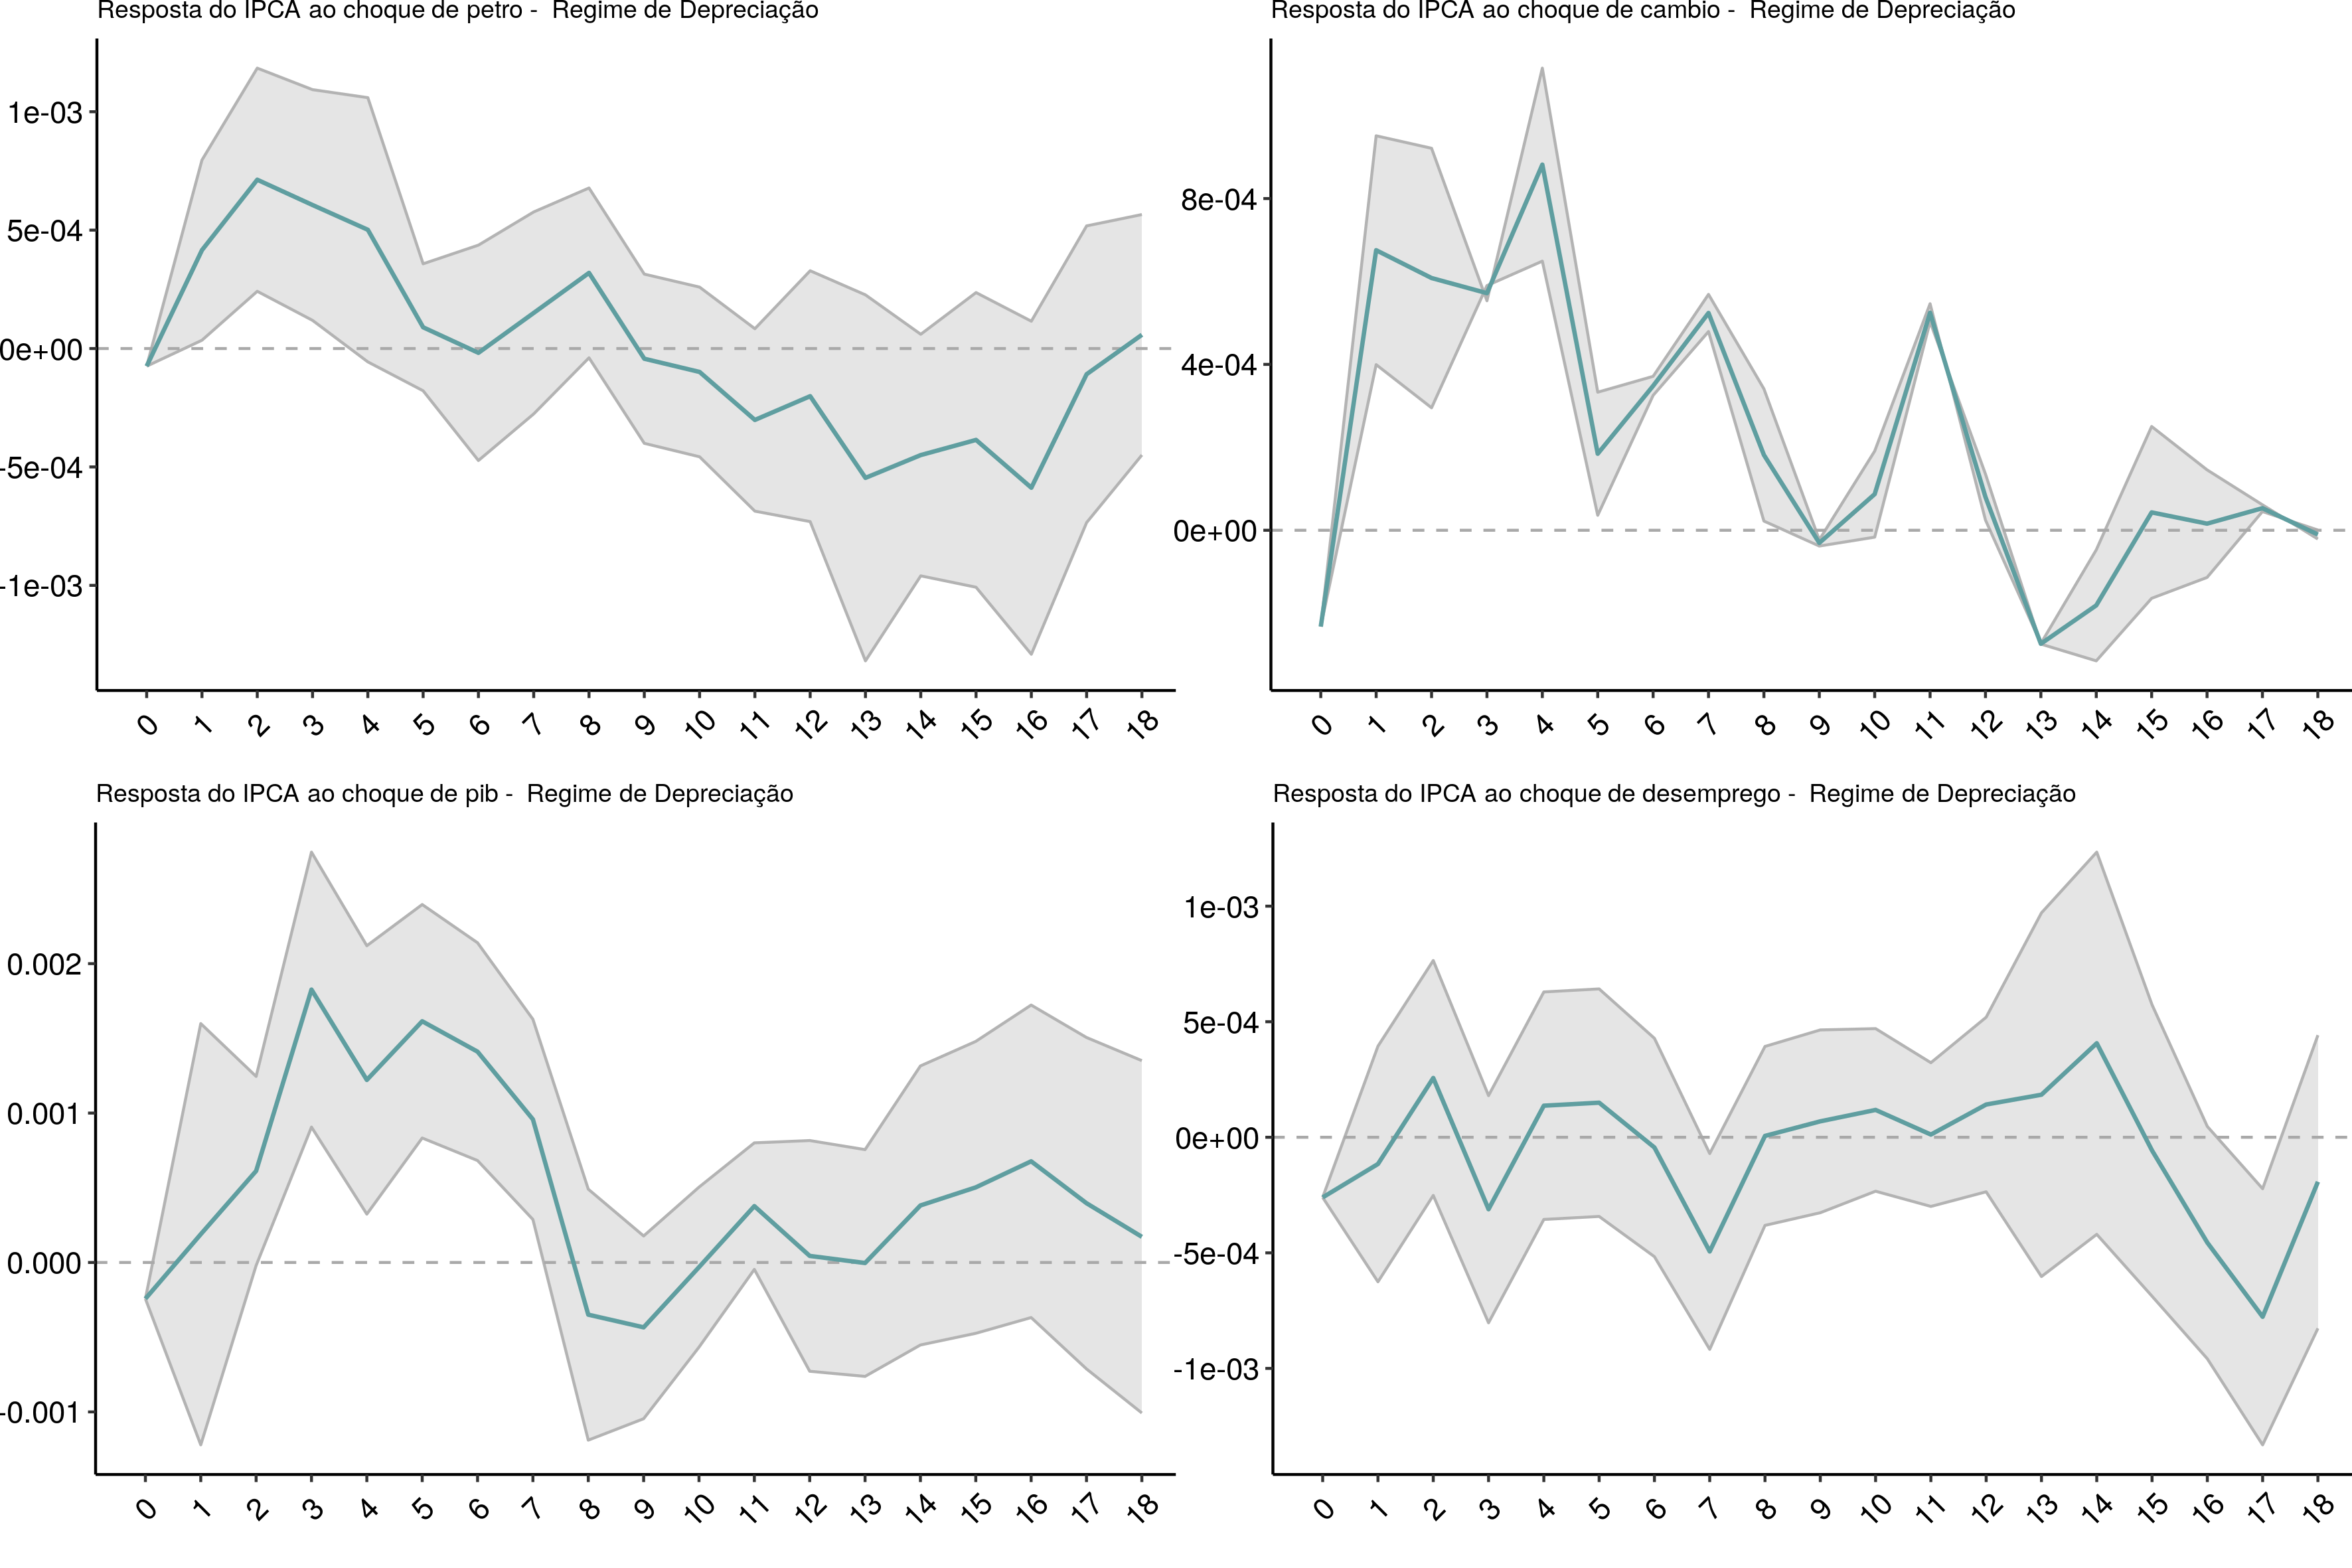 Resposta do IPCA ao choque de petro -  Regime de Depreciação
1e-03
5e-04
0e+00
-5e-04
-1e-03
0 1 2 3 4 5 6 7 8 9 10 11 12 13 14 15 16 17 18
Resposta do IPCA ao choque de cambio -  Regime de Depreciação
8e-04
4e-04
0e+00
0 1 2 3 4 5 6 7 8 9 10 11 12 13 14 15 16 17 18
Resposta do IPCA ao choque de pib -  Regime de Depreciação
0.002
0.001
0.000
-0.001
0 1 2 3 4 5 6 7 8 9 10 11 12 13 14 15 16 17 18
Resposta do IPCA ao choque de desemprego -  Regime de Depreciação
1e-03
5e-04
0e+00
-5e-04
-1e-03
0 1 2 3 4 5 6 7 8 9 10 11 12 13 14 15 16 17 18